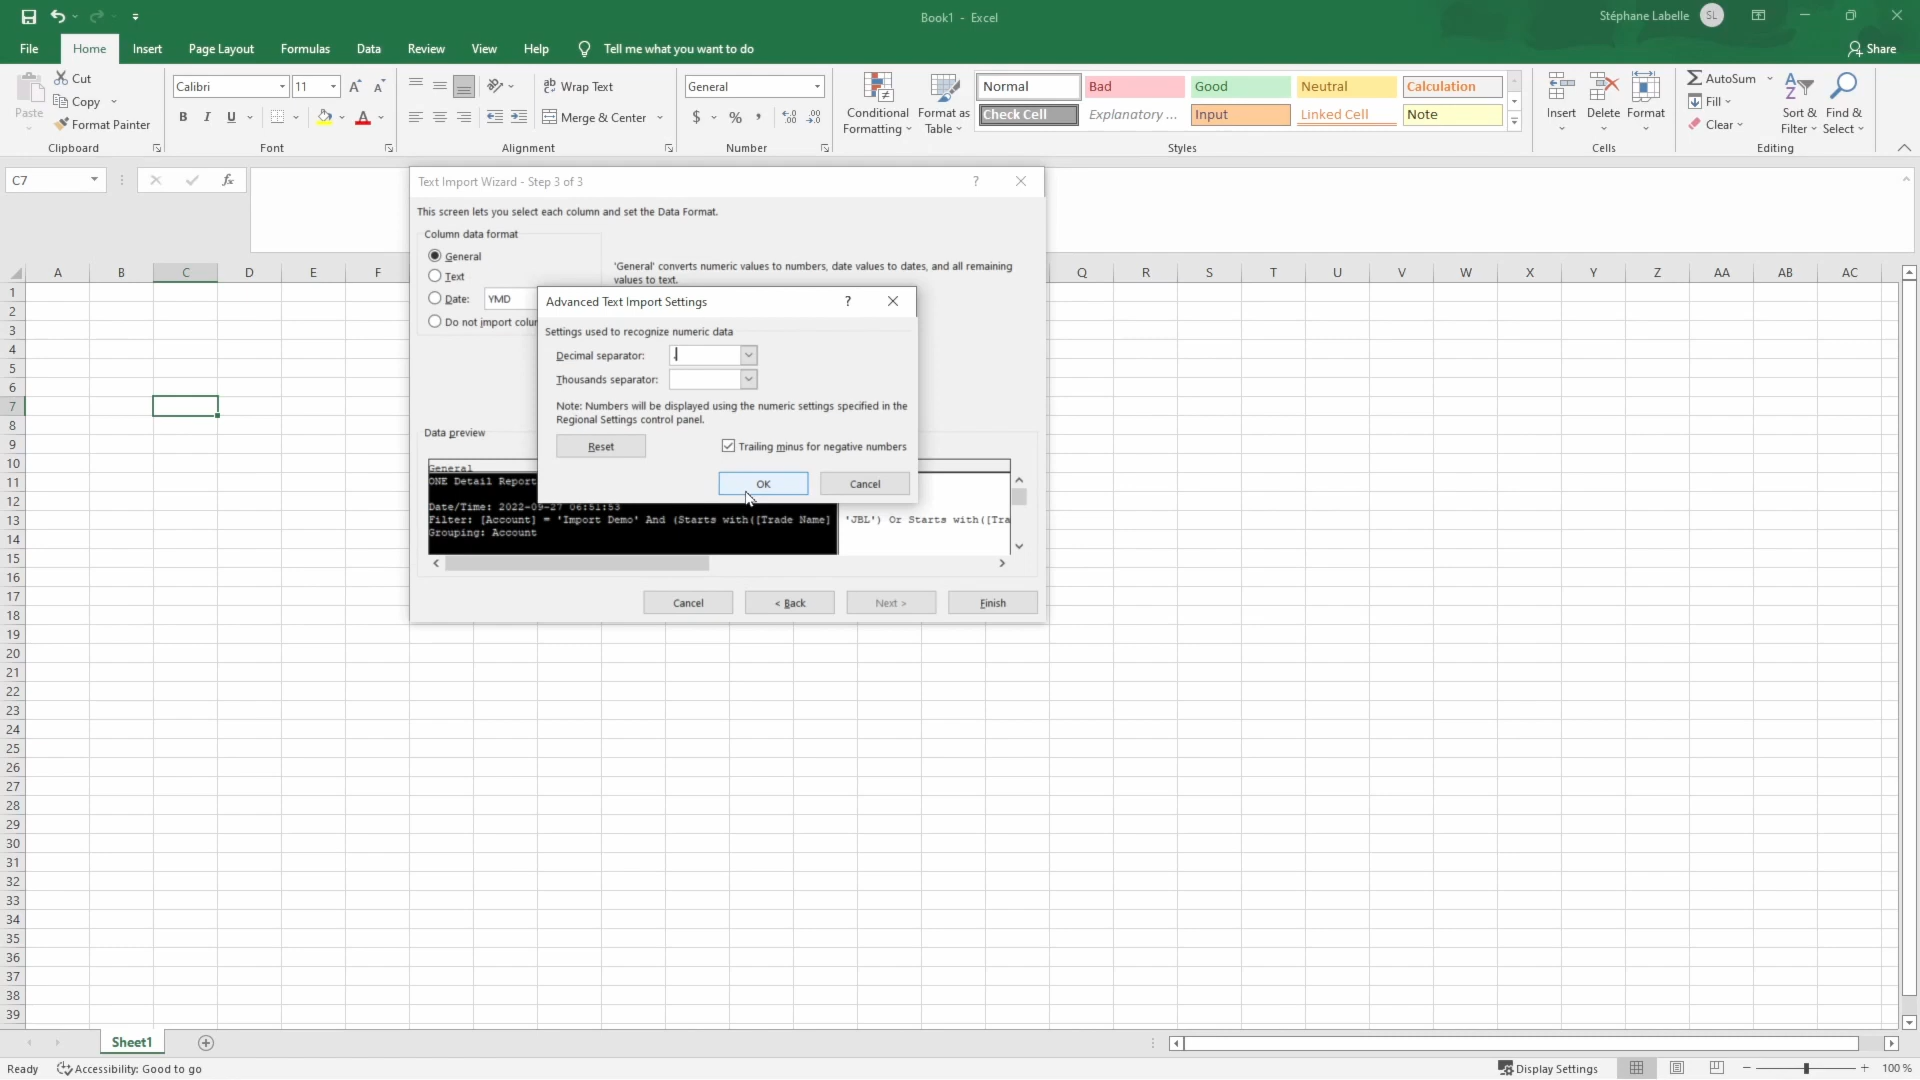 Book1 - Excel
Stéphane Labelle SL
File Home Insert Page Layout Formulas Data Review View Help Tell me what you want to do Share
Paste
Cut
Copy
Format Painter
Clipboard
Calibri 11
B I U A
Font
Wrap Text
Merge & Center
Alignment
General
$ % ,
Number
Conditional Formatting
Format as Table
Normal Bad Good Neutral Calculation
Check Cell Explanatory ... Input Linked Cell Note
Styles
Insert Delete Format
Cells
AutoSum
Fill
Clear
Sort & Filter
Find & Select
Editing
C7
fx
Text Import Wizard - Step 3 of 3
This screen lets you select each column and set the Data Format.
Column data format
General
Text
Date: YMD
Do not import colu
'General' converts numeric values to numbers, date values to dates, and all remaining
values to text.
Advanced Text Import Settings
Settings used to recognize numeric data
Decimal separator: .
Thousands separator:
Note: Numbers will be displayed using the numeric settings specified in the
Regional Settings control panel.
Reset
Trailing minus for negative numbers
OK Cancel
Data preview
General
ONE Detail Report
Date/Time: 2022-09-27 06:51:53
Filter: [Account] = 'Import Demo' And (Starts with([Trade Name] 'JBL') Or Starts with([Tra
Grouping: Account
Cancel < Back Next > Finish
A B C D E F Q R S T U V W X Y Z AA AB AC
1
2
3
4
5
6
7
8
9
10
11
12
13
14
15
16
17
18
19
20
21
22
23
24
25
26
27
28
29
30
31
32
33
34
35
36
37
38
39
Sheet1
Ready Accessibility: Good to go Display Settings 100 %